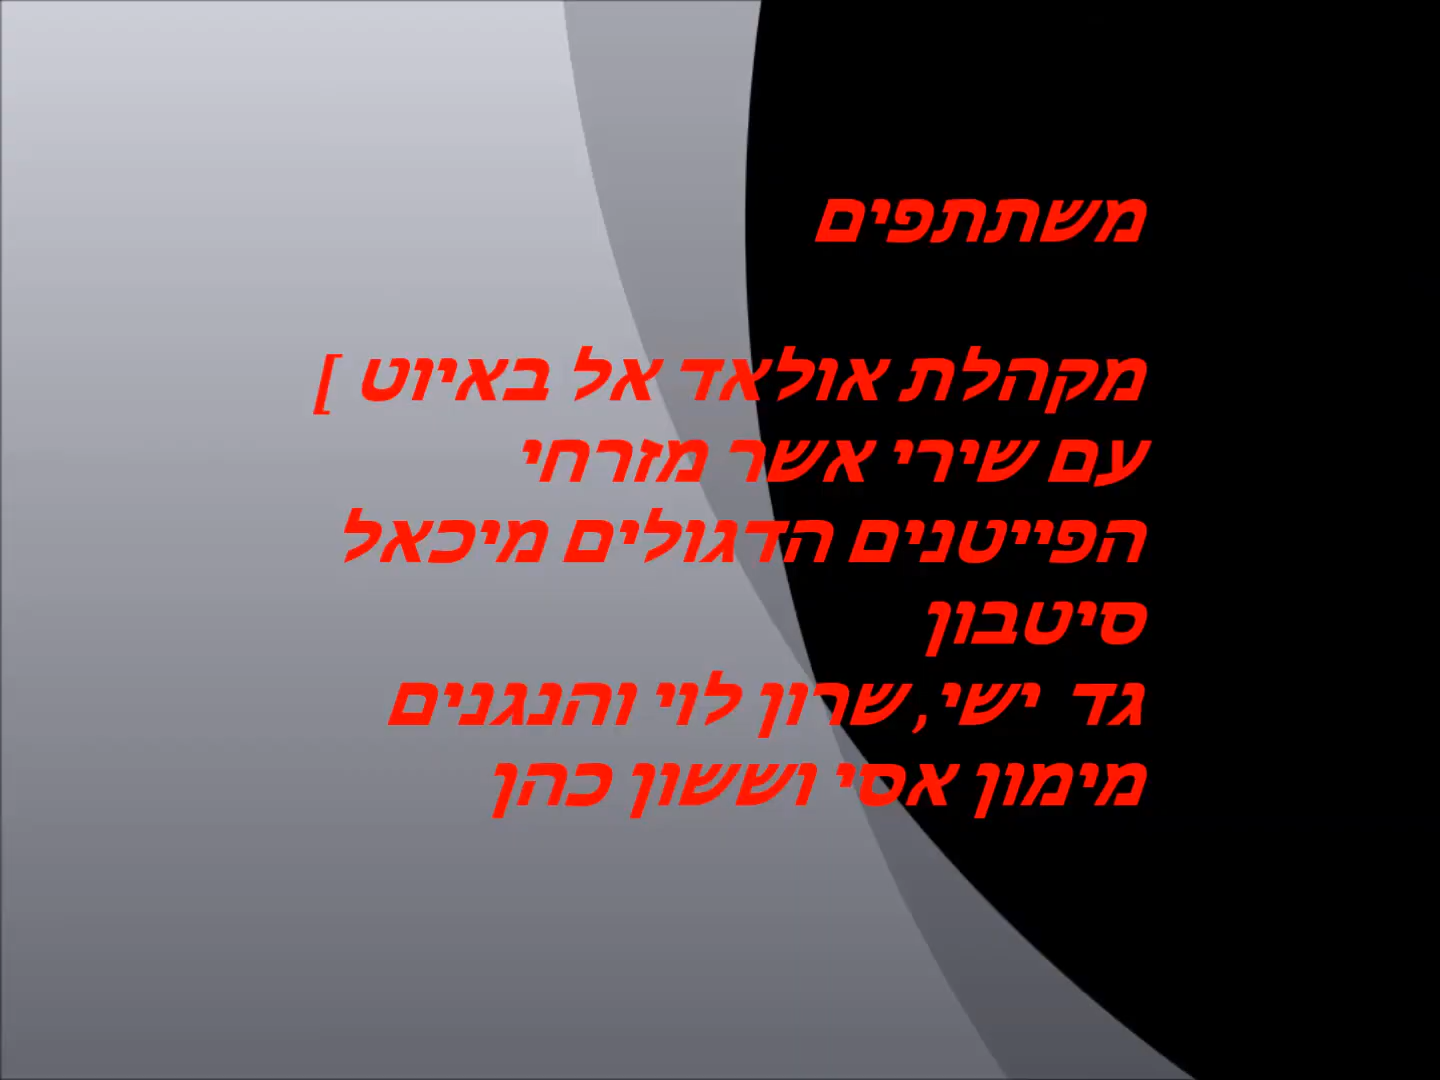 משתתפים
מקהלת אולאד אל באיוט ]
עם שירי אשר מזרחי
הפייטנים הדגולים מיכאל
סיטבון
גד ישי, שרון לוי והנגנים
מימון אסי וששון כהן